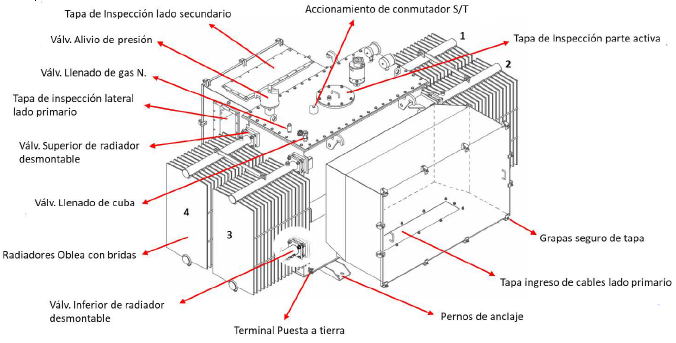 Tapa de Inspección lado secundario
Accionamiento de conmutador S/T
Válv. Alivio de presión
1
Tapa de Inspección parte activa
2
Válv. Llenado de gas N.
Tapa de inspección lateral
lado primario
Válv. Superior de radiador
desmontable
Válv. Llenado de cuba
4
3
Grapas seguro de tapa
Radiadores Oblea con bridas
Tapa ingreso de cables lado primario
Válv. Inferior de radiador
desmontable
Pernos de anclaje
Terminal Puesta a tierra